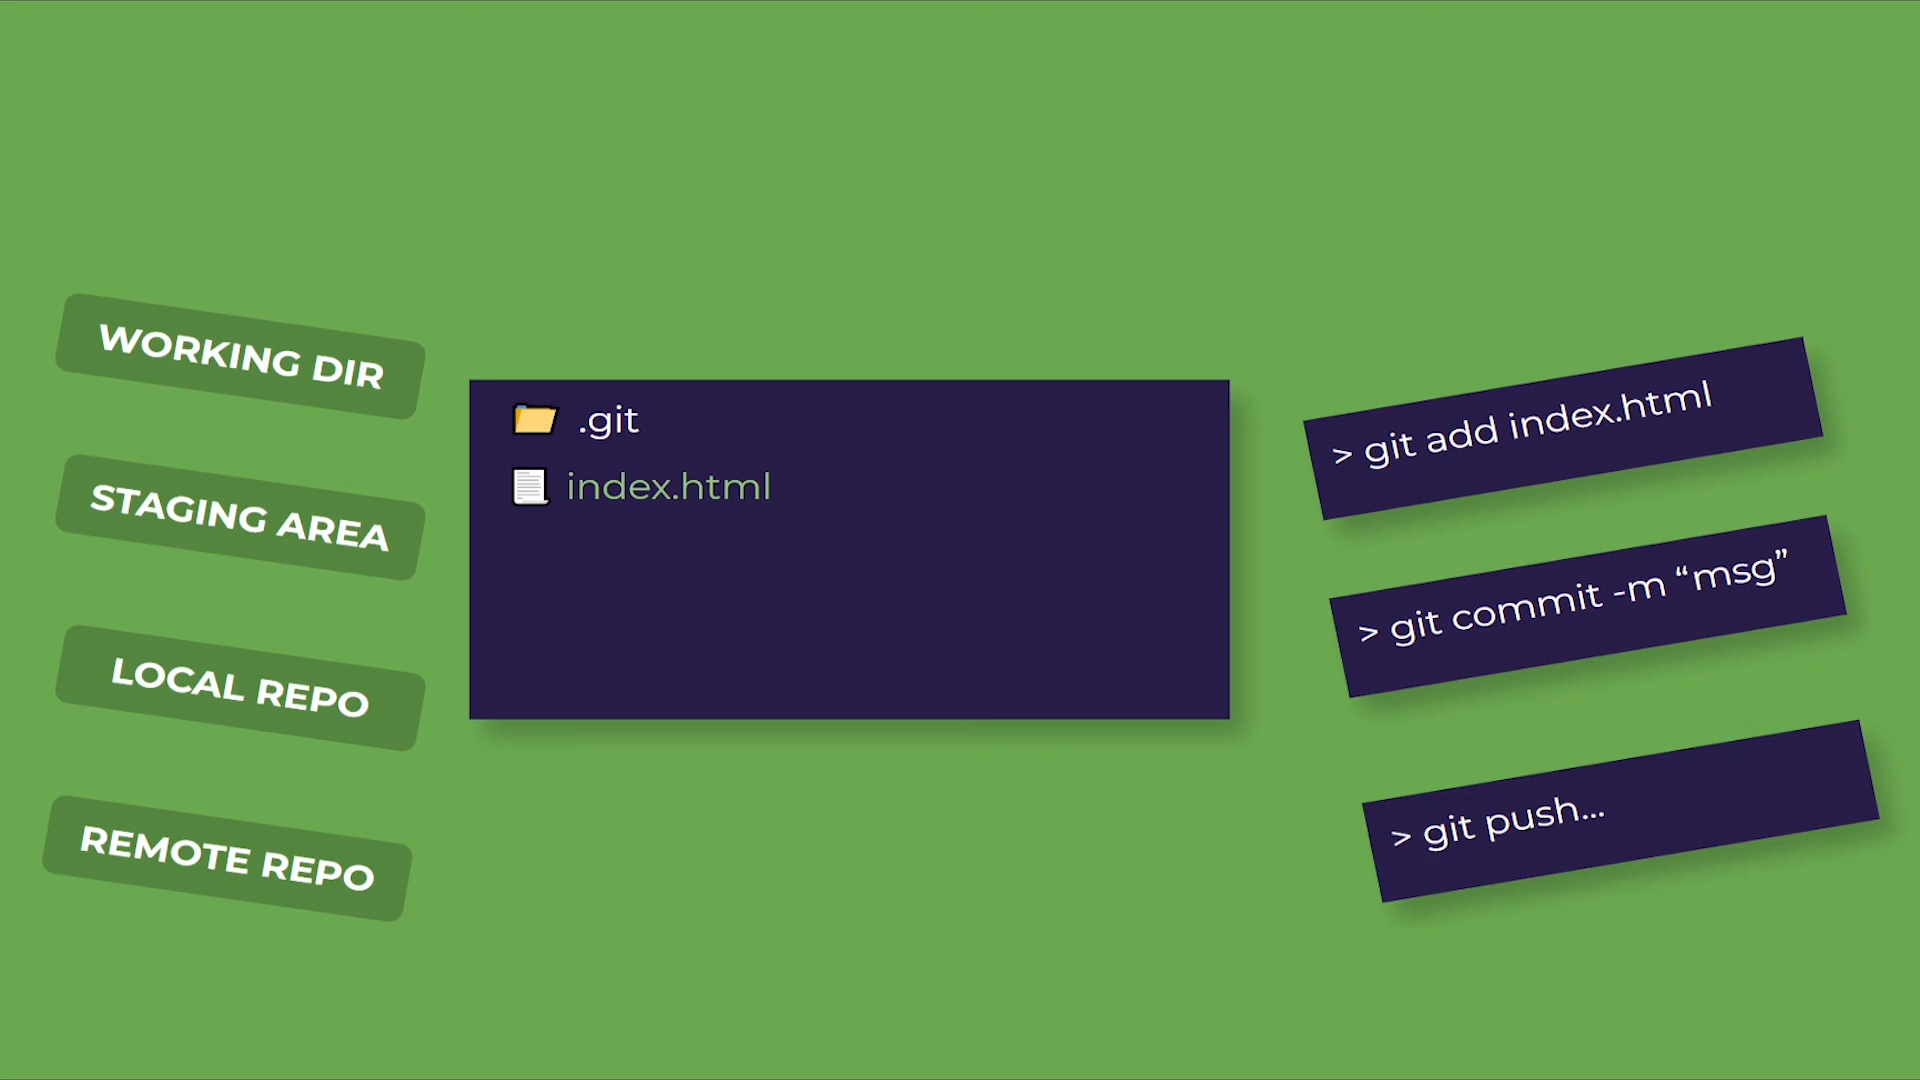 WORKING DIR
STAGING AREA
LOCAL REPO
REMOTE REPO
.git
index.html
> git add index.html
> git commit -m “msg”
> git push...